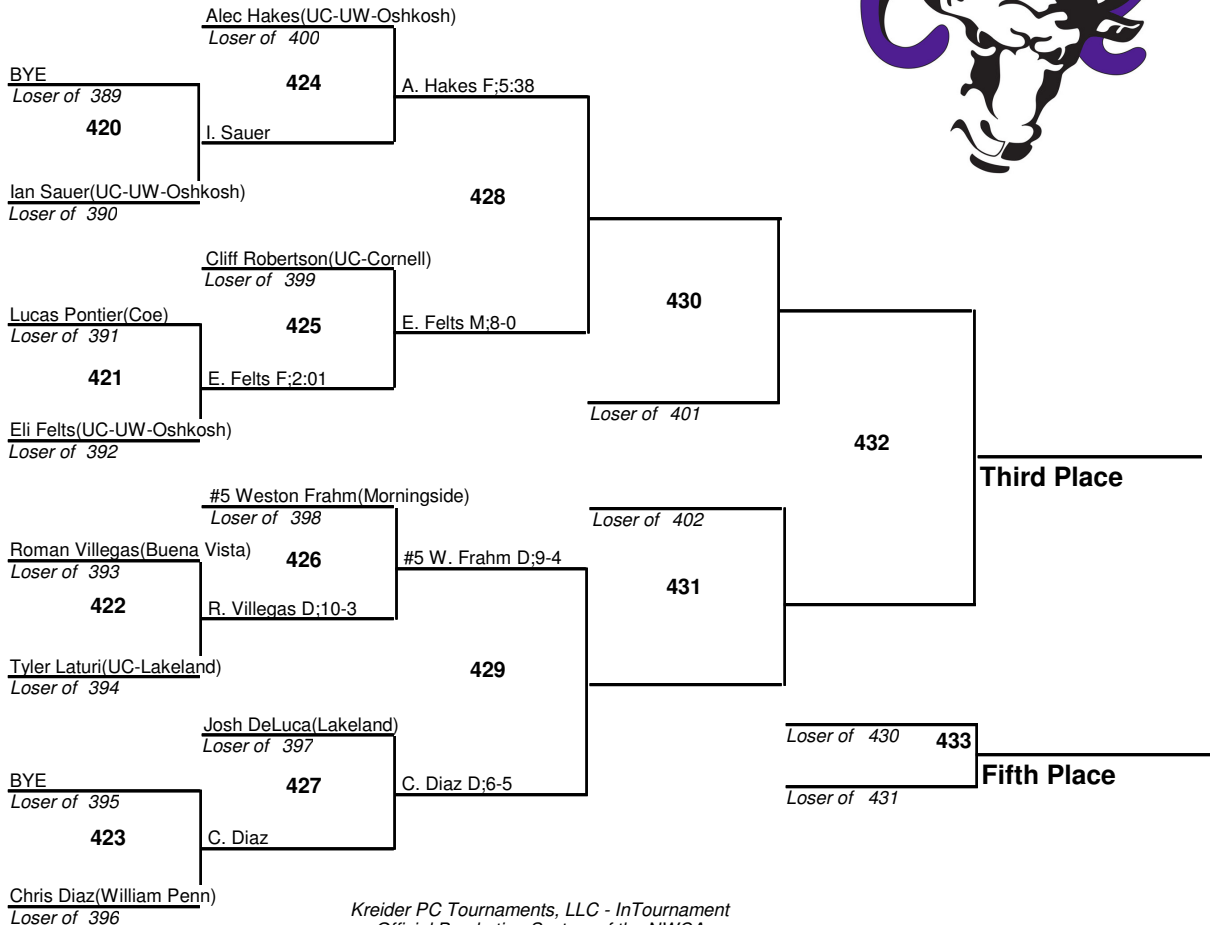 Alec Hakes(UC-UW-Oshkosh)
Loser of 400
BYE
Loser of 389
424
A. Hakes F;5:38
420
I. Sauer
Ian Sauer(UC-UW-Oshkosh)
Loser of 390
428
Cliff Robertson(UC-Cornell)
Loser of 399
430
Lucas Pontier(Coe)
Loser of 391
425
E. Felts M;8-0
421
E. Felts F;2:01
Loser of 401
Eli Felts(UC-UW-Oshkosh)
Loser of 392
432
Third Place
#5 Weston Frahm(Morningside)
Loser of 398
Loser of 402
Roman Villegas(Buena Vista)
Loser of 393
426
#5 W. Frahm D;9-4
431
422
R. Villegas D;10-3
Tyler Laturi(UC-Lakeland)
Loser of 394
429
Josh DeLuca(Lakeland)
Loser of 397
Loser of 430
433
BYE
Loser of 395
427
C. Diaz D;6-5
Fifth Place
Loser of 431
423
C. Diaz
Chris Diaz(William Penn)
Loser of 396
Kreider PC Tournaments, LLC - InTournament